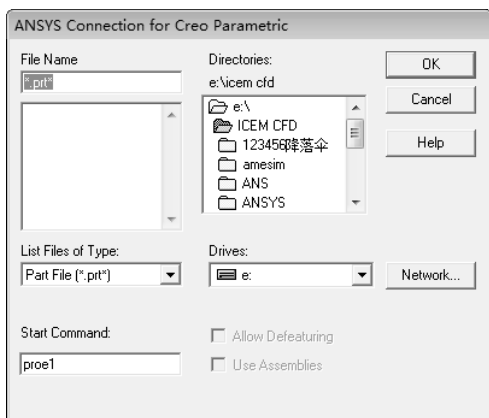 ANSYS Connection for Creo Parametric
File Name
*.prt*
Directories:
e:\icem cfd
e:\
ICEM CFD
123456降落伞
amesim
ANS
ANSYS
OK
Cancel
Help
List Files of Type:
Part File (*.prt*)
Drives:
e:
Network...
Start Command:
proe1
Allow Defeaturing
Use Assemblies